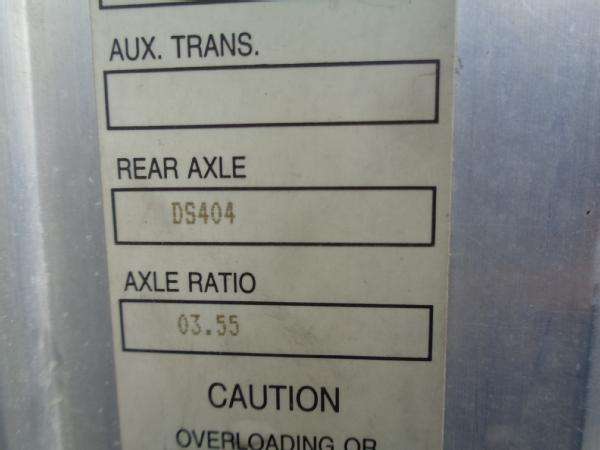 AUX. TRANS.
REAR AXLE
DS404
AXLE RATIO
03.55
CAUTION
OVERLOADING OR